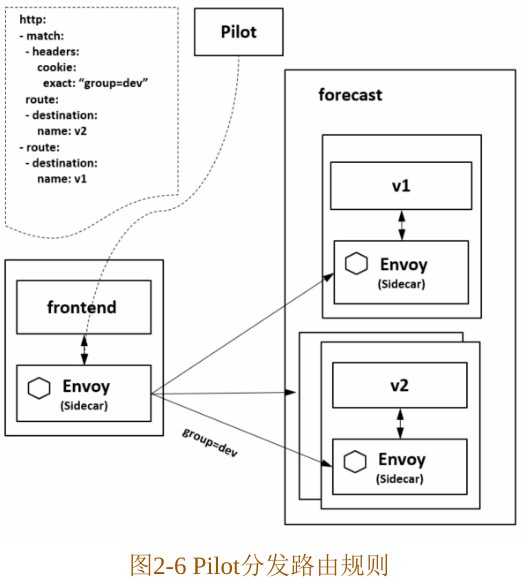 http:
- match:
- headers:
cookie:
exact: “group=dev”
route:
- destination:
name: v2
- route:
- destination:
name: v1
Pilot
forecast
v1
Envoy
(Sidecar)
frontend
Envoy
(Sidecar)
group=dev
v2
Envoy
(Sidecar)
图2-6 Pilot分发路由规则